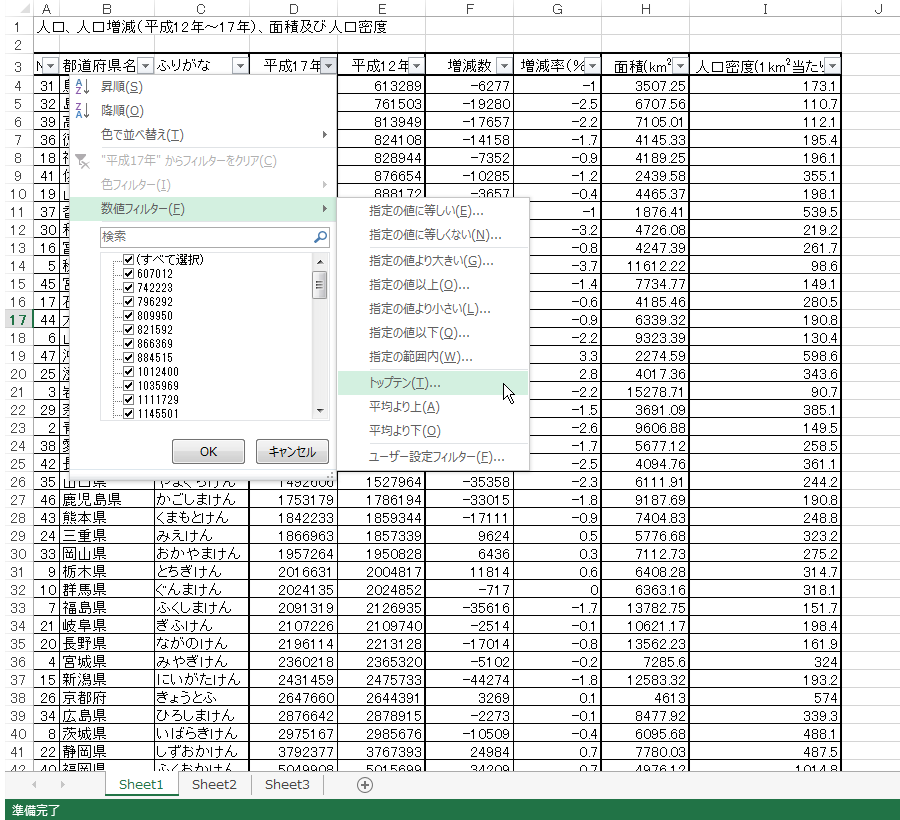 A B C D E F G H I J
1 人口、人口増減(平成12年～17年)、面積及び人口密度
2
3 N 都道府県名 ふりがな 平成17年 平成12年 増減数 増減率(% 面積(km² 人口密度(1km²当たり
4 31 613289 -6277 -1 3507.25 173.1
5 32 761503 -19280 -2.5 6707.56 110.7
6 39 813949 -17657 -2.2 7105.01 112.1
7 36 824108 -14158 -1.7 4145.33 195.4
8 18 828944 -7352 -0.9 4189.25 196.1
9 41 876654 -10285 -1.2 2439.58 355.1
10 19 888172 -3657 -0.4 4465.37 198.1
11 37 -1 1876.41 539.5
12 30 -3.2 4726.08 219.2
13 16 -0.8 4247.39 261.7
14 5 -3.7 11612.22 98.6
15 45 -1.4 7734.77 149.1
16 17 -0.6 4185.46 280.5
17 44 -0.9 6339.32 190.8
18 6 -2.2 9323.39 130.4
19 47 3.3 2274.59 598.6
20 25 2.8 4017.36 343.6
21 3 -2.2 15278.71 90.7
22 29 -1.5 3691.09 385.1
23 2 -2.6 9606.88 149.5
24 38 -1.7 5677.12 258.5
25 42 -2.5 4094.76 361.1
26 35 山口県 やまぐちけん 1492606 1527964 -35358 -2.3 6111.91 244.2
27 46 鹿児島県 かごしまけん 1753179 1786194 -33015 -1.8 9187.69 190.8
28 43 熊本県 くまもとけん 1842233 1859344 -17111 -0.9 7404.83 248.8
29 24 三重県 みえけん 1866963 1857339 9624 0.5 5776.68 323.2
30 33 岡山県 おかやまけん 1957264 1950828 6436 0.3 7112.73 275.2
31 9 栃木県 とちぎけん 2016631 2004817 11814 0.6 6408.28 314.7
32 10 群馬県 ぐんまけん 2024135 2024852 -717 0 6363.16 318.1
33 7 福島県 ふくしまけん 2091319 2126935 -35616 -1.7 13782.75 151.7
34 21 岐阜県 ぎふけん 2107226 2109740 -2514 -0.1 10621.17 198.4
35 20 長野県 ながのけん 2196114 2213128 -17014 -0.8 13562.23 161.9
36 4 宮城県 みやぎけん 2360218 2365320 -5102 -0.2 7285.6 324
37 15 新潟県 にいがたけん 2431459 2475733 -44274 -1.8 12583.32 193.2
38 26 京都府 きょうとふ 2647660 2644391 3269 0.1 4613 574
39 34 広島県 ひろしまけん 2876642 2878915 -2273 -0.1 8477.92 339.3
40 8 茨城県 いばらきけん 2975167 2985676 -10509 -0.4 6095.68 488.1
41 22 静岡県 しずおかけん 3792377 3767393 24984 0.7 7780.03 487.5
42 40 福岡県 ふくおかけん 5049908 5015699 34209 0.7 4976.12 1014.8
昇順(S)
降順(O)
色で並べ替え(T)
"平成17年" からフィルターをクリア(C)
色フィルター(I)
数値フィルター(F)
検索
(すべて選択)
607012
742223
796292
809950
821592
866369
884515
1012400
1035969
1111729
1145501
OK キャンセル
指定の値に等しい(E)...
指定の値に等しくない(N)...
指定の値より大きい(G)...
指定の値以上(O)...
指定の値より小さい(L)...
指定の値以下(Q)...
指定の範囲内(W)...
トップテン(T)...
平均より上(A)
平均より下(O)
ユーザー設定フィルター(F)...
Sheet1 Sheet2 Sheet3
準備完了